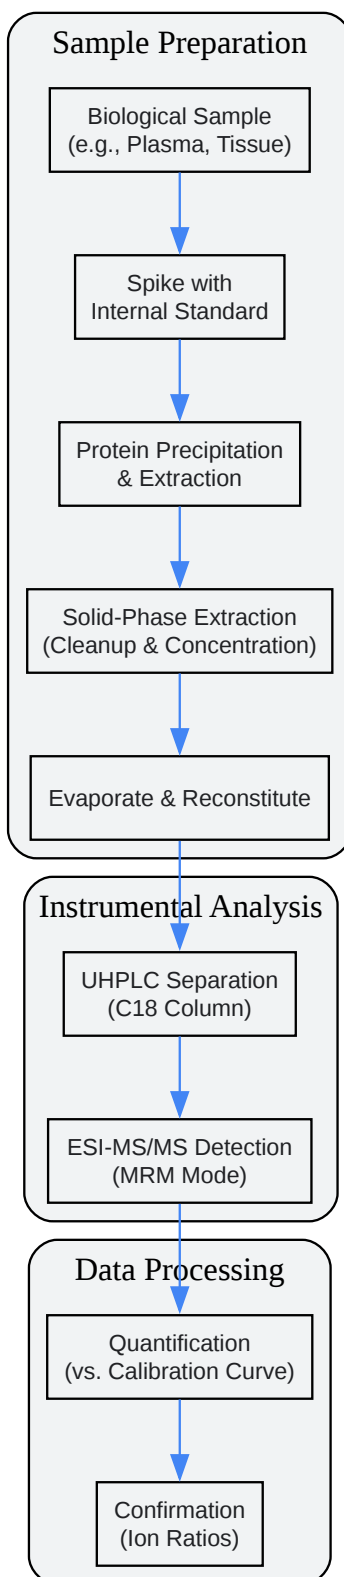 Sample Preparation
Biological Sample
(e.g., Plasma, Tissue)
Spike with
Internal Standard
Protein Precipitation
& Extraction
Solid-Phase Extraction
(Cleanup & Concentration)
Evaporate & Reconstitute
Instrumental Analysis
UHPLC Separation
(C18 Column)
ESI-MS/MS Detection
(MRM Mode)
Data Processing
Quantification
(vs. Calibration Curve)
Confirmation
(Ion Ratios)